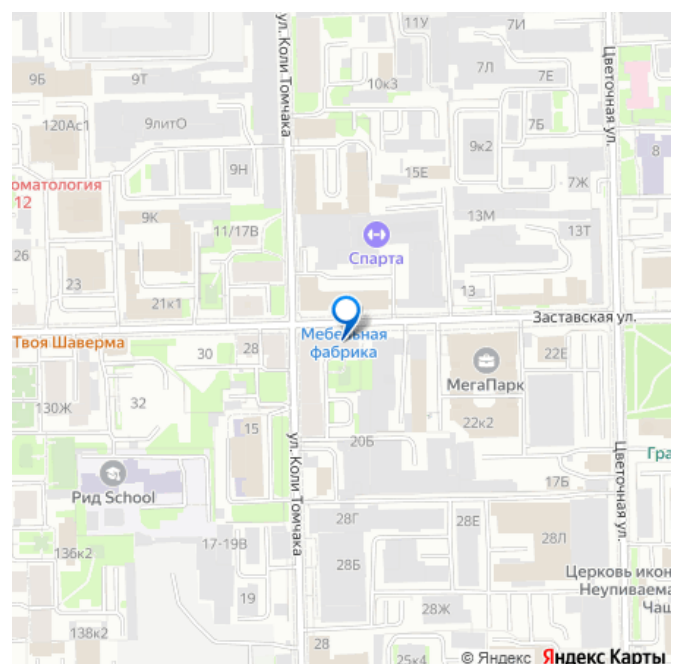 11У
7И
ул. Коли Томчака
Цветочная ул.
9Б
9Т
10к3
7Л
7Е
120Ас1
9литО
7Б
9к2
8
9Н
15Е
7Ж
оматология
12
9К
13М
13Т
11/17В
Спарта
26
23
21к1
13
Заставская ул.
Твоя Шаверма
30
28
Мебельная
фабрика
22Е
МегаПарк
32
130Ж
15
22к2
20Б
ул. Коли Томчака
Цветочная ул.
Гра
17Б
Рид School
28Г
28Е
136к2
17-19В
28Б
28Л
Церковь икон
Неупиваема
Чаш
19
28Ж
138к2
28
25к4
© Яндекс Яндекс Карты